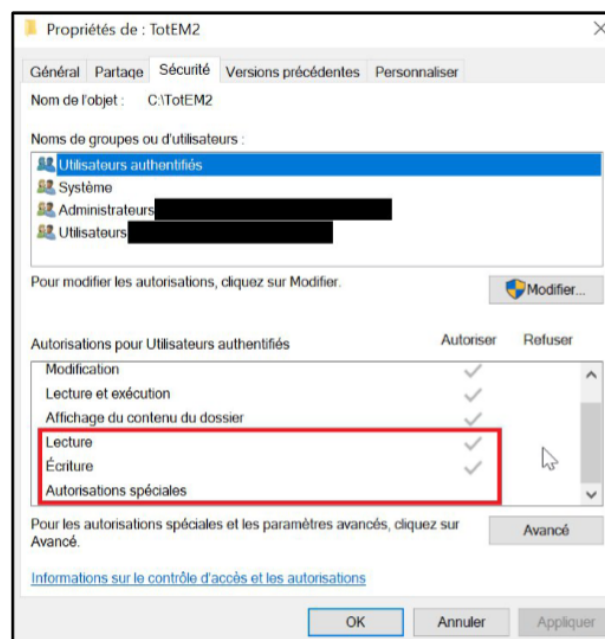 Propriétés de : TotEM2
Général Partage Sécurité Versions précédentes Personnaliser
Nom de l'objet : C:\TotEM2
Noms de groupes ou d'utilisateurs :
Utilisateurs authentifiés
Système
Administrateurs
Utilisateurs
Pour modifier les autorisations, cliquez sur Modifier.
Modifier...
Autorisations pour Utilisateurs authentifiés Autoriser Refuser
Modification
Lecture et exécution
Affichage du contenu du dossier
Lecture
Écriture
Autorisations spéciales
Pour les autorisations spéciales et les paramètres avancés, cliquez sur
Avancé.
Avancé
Informations sur le contrôle d'accès et les autorisations
OK Annuler Appliquer